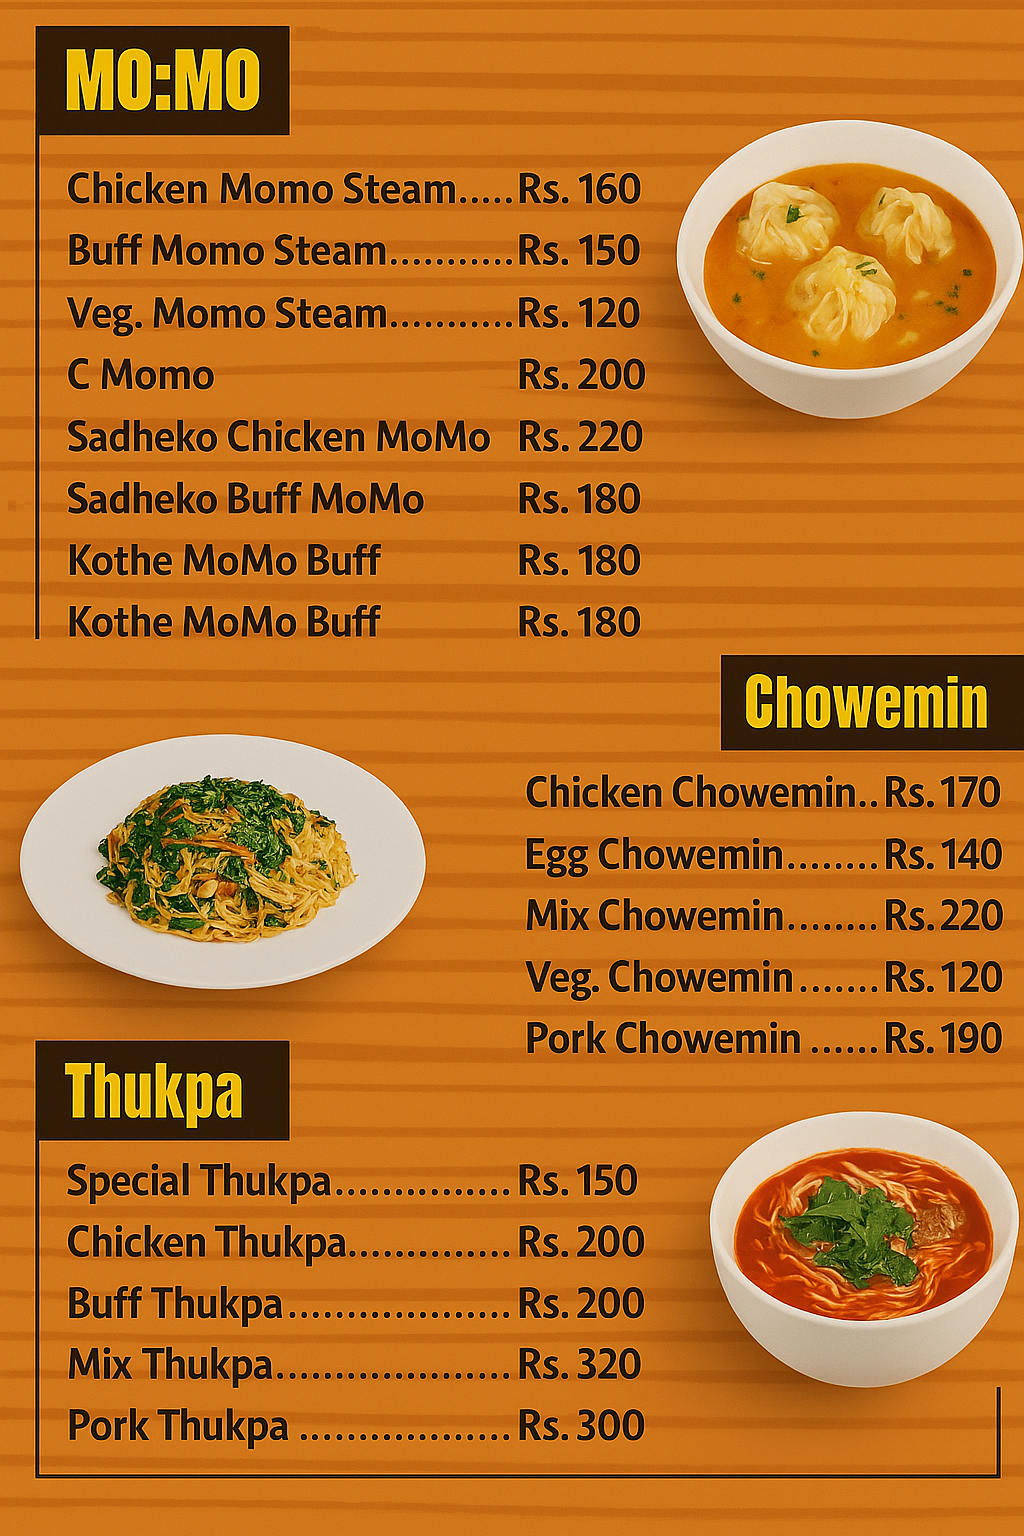 MO:MO
Chicken Momo Steam.....Rs. 160
Buff Momo Steam...........Rs. 150
Veg. Momo Steam...........Rs. 120
C Momo Rs. 200
Sadheko Chicken MoMo Rs. 220
Sadheko Buff MoMo Rs. 180
Kothe MoMo Buff Rs. 180
Kothe MoMo Buff Rs. 180
Chowemin
Chicken Chowemin..Rs. 170
Egg Chowemin........Rs. 140
Mix Chowemin........Rs. 220
Veg. Chowemin .......Rs. 120
Pork Chowemin ......Rs. 190
Thukpa
Special Thukpa...............Rs. 150
Chicken Thukpa..............Rs. 200
Buff Thukpa...................Rs. 200
Mix Thukpa....................Rs. 320
Pork Thukpa ..................Rs. 300